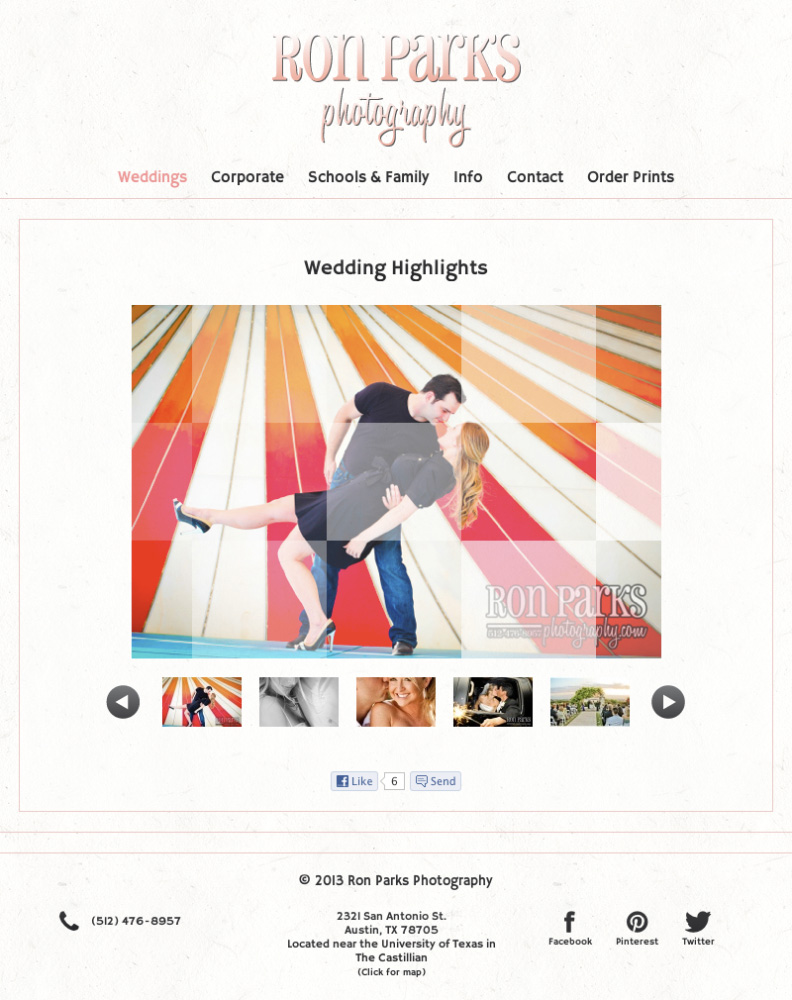 Ron Parks
photography
Weddings Corporate Schools & Family Info Contact Order Prints
Wedding Highlights
Ron Parks
photography.com
Like 6 Send
© 2013 Ron Parks Photography
(512) 476-8957
2321 San Antonio St.
Austin, TX 78705
Located near the University of Texas in
The Castillian
(Click for map)
Facebook Pinterest Twitter